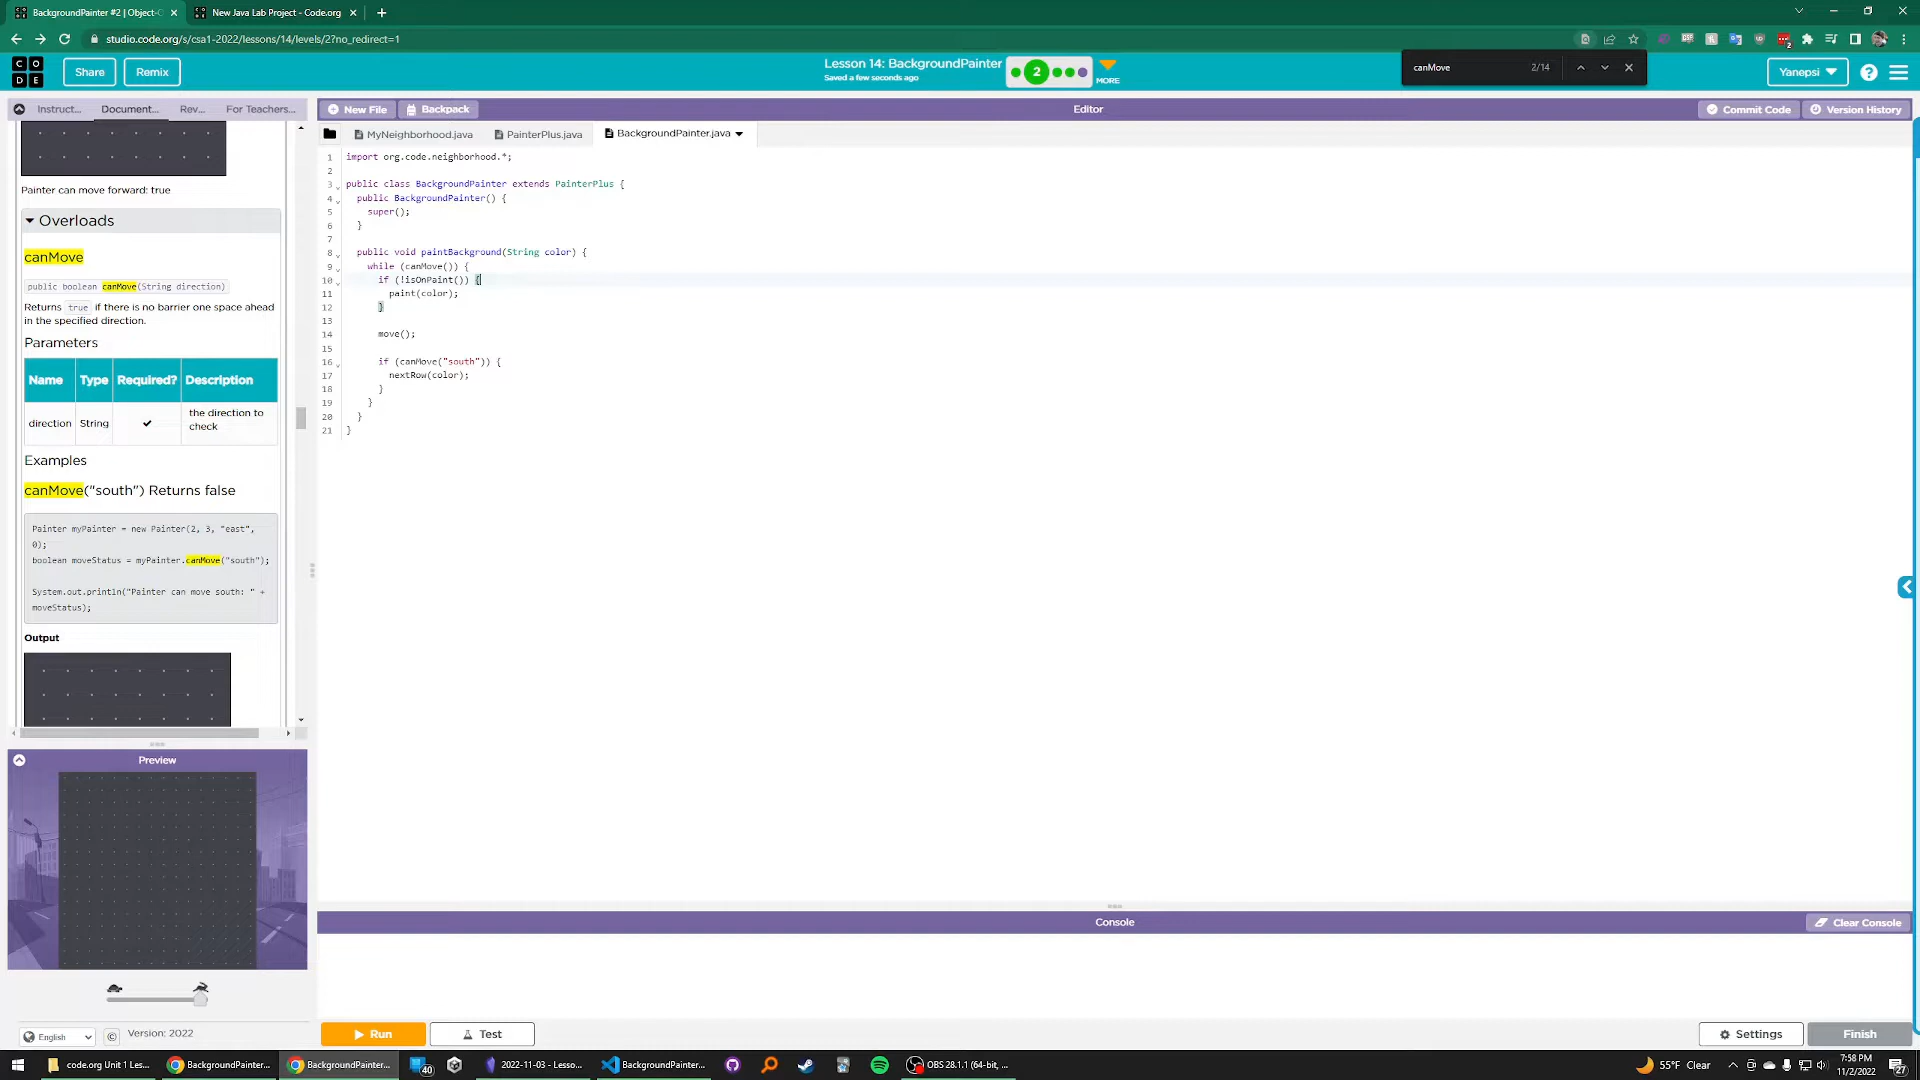 BackgroundPainter #2 | Object-O
New Java Lab Project - Code.org
studio.code.org/s/csa1-2022/lessons/14/levels/2?no_redirect=1
canMove
2/14
C O
D E
Share
Remix
Lesson 14: BackgroundPainter
Saved a few seconds ago
2
MORE
Yanepsi
Instruct...
Document...
Rev...
For Teachers...
New File
Backpack
Editor
Commit Code
Version History
MyNeighborhood.java
PainterPlus.java
BackgroundPainter.java
1 import org.code.neighborhood.*;
2
3 public class BackgroundPainter extends PainterPlus {
4 public BackgroundPainter() {
5 super();
6 }
7
8 public void paintBackground(String color) {
9 while (canMove()) {
10 if (!isOnPaint()) {
11 paint(color);
12 }
13
14 move();
15
16 if (canMove("south")) {
17 nextRow(color);
18 }
19 }
20 }
21 }
Painter can move forward: true
Overloads
canMove
public boolean canMove(String direction)
Returns true if there is no barrier one space ahead
in the specified direction.
Parameters
Name Type Required? Description
direction String ✓ the direction to
check
Examples
canMove("south") Returns false
Painter myPainter = new Painter(2, 3, "east",
0);
boolean moveStatus = myPainter.canMove("south");
System.out.println("Painter can move south: " +
moveStatus);
Output
Preview
English
Version: 2022
Console
Clear Console
Run
Test
Settings
Finish
code.org Unit 1 Les...
BackgroundPainter...
BackgroundPainter...
40
2022-11-03 - Lesso...
BackgroundPainter...
OBS 28.1.1 (64-bit, ...
55°F Clear
7:58 PM
11/2/2022
27